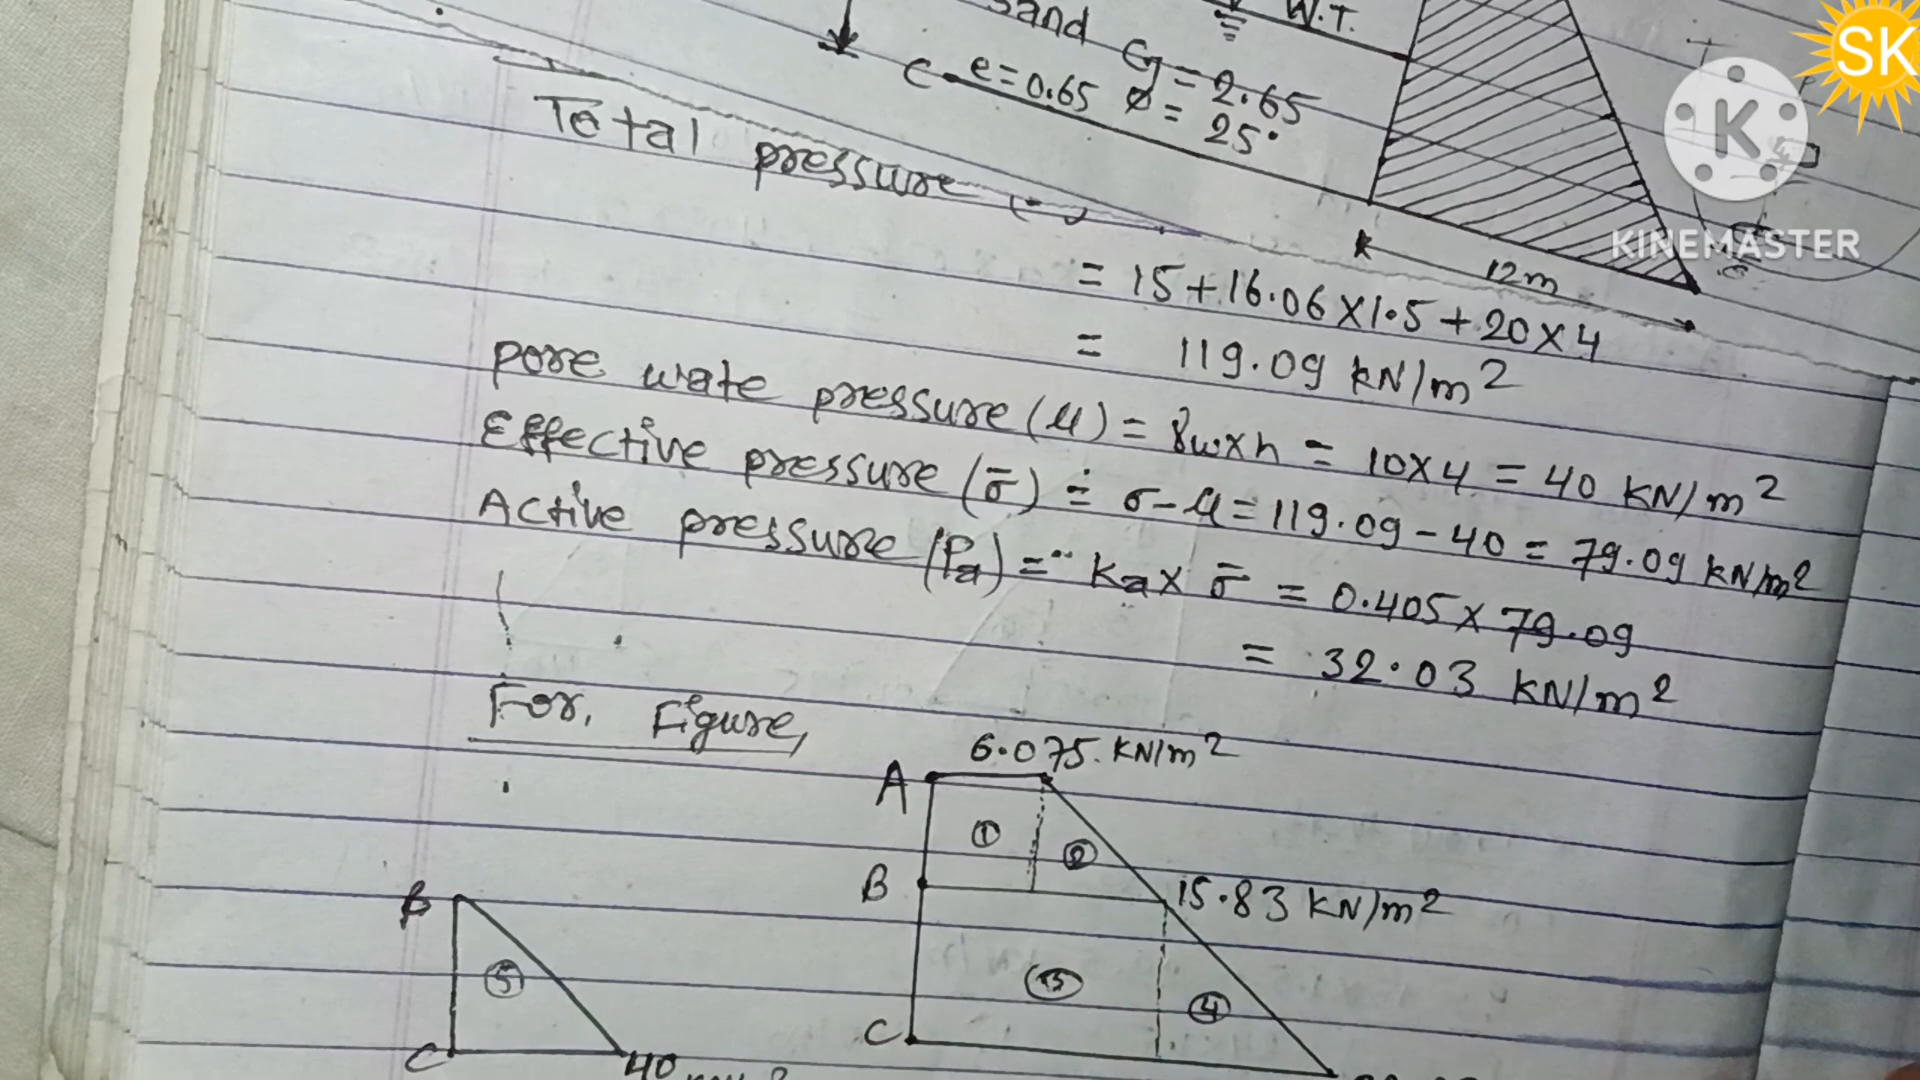 Sand
W.T.
G = 2.65
C e=0.65 ø = 25°
SK
K
KINEMASTER
12m
Total pressure
= 15+16.06×1.5+20×4
= 119.09 kN/m2
pore wate pressure (μ) = γw×h = 10×4 = 40 KN/m2
Effective pressure (σ̄) = σ-μ = 119.09-40 = 79.09 kN/m2
Active pressure (Pa) = ka× σ̄ = 0.405×79.09
= 32.03 KN/m2
For, Figure,
6.075. KN/m2
A
① ②
B 15.83 KN/m2
B
⑤
③ ④
C
C 40